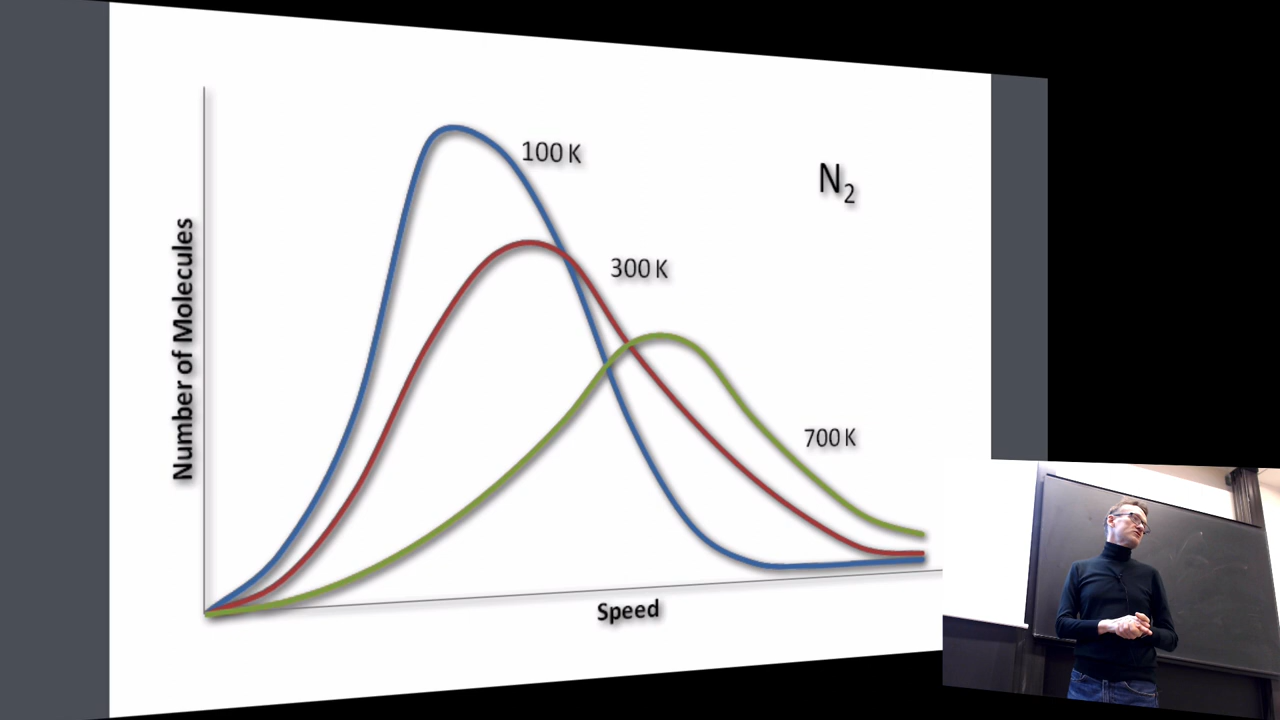 100 K
N₂
300 K
700 K
Number of Molecules
Speed